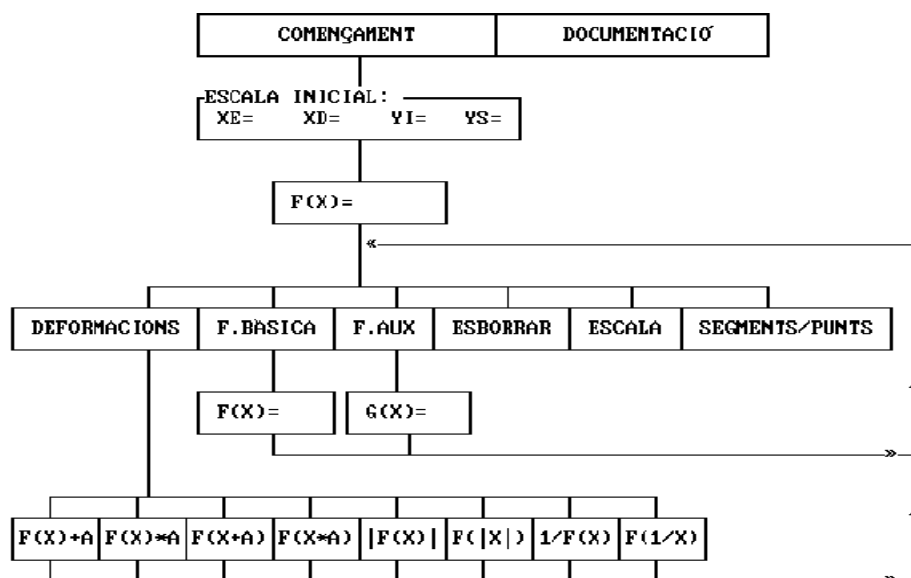 COMENÇAMENT DOCUMENTACIÓ
ESCALA INICIAL:
XE= XD= YI= YS=
F(X)=
«
DEFORMACIONS F.BÀSICA F.AUX ESBORRAR ESCALA SEGMENTS/PUNTS
F(X)= G(X)=
»
F(X)+A F(X)*A F(X+A) F(X*A) |F(X)| F(|X|) 1/F(X) F(1/X)
»